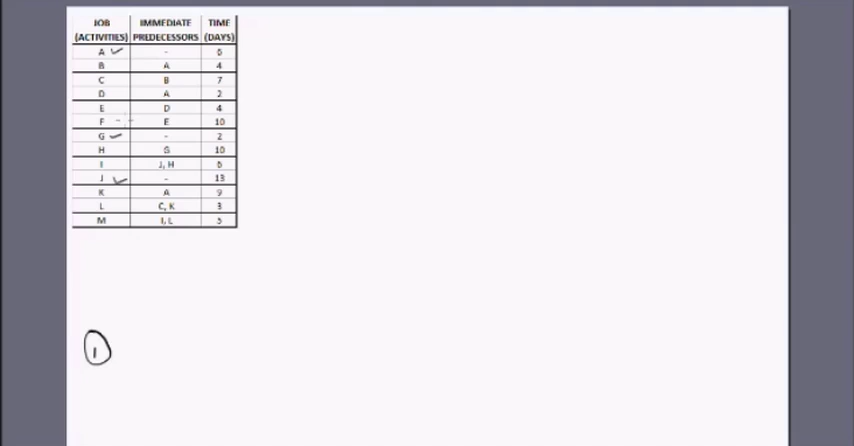 JOB IMMEDIATE TIME
(ACTIVITIES) PREDECESSORS (DAYS)
A - 6
B A 4
C B 7
D A 2
E D 4
F E 10
G - 2
H G 10
I J, H 6
J - 13
K A 9
L C, K 3
M I, L 5
1